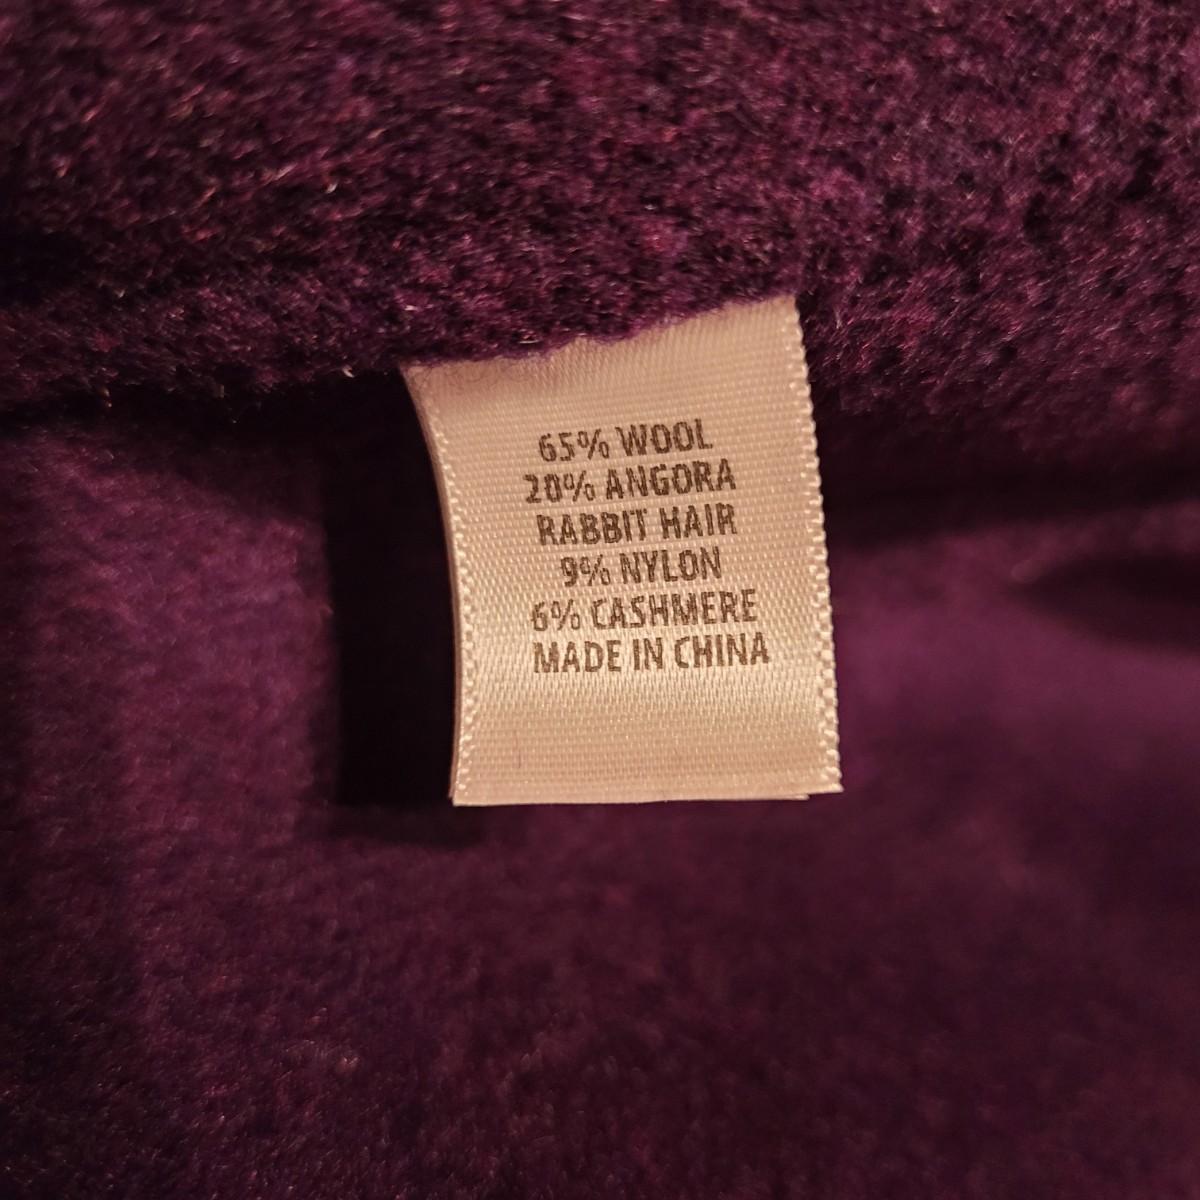 65% WOOL
20% ANGORA
RABBIT HAIR
9% NYLON
6% CASHMERE
MADE IN CHINA